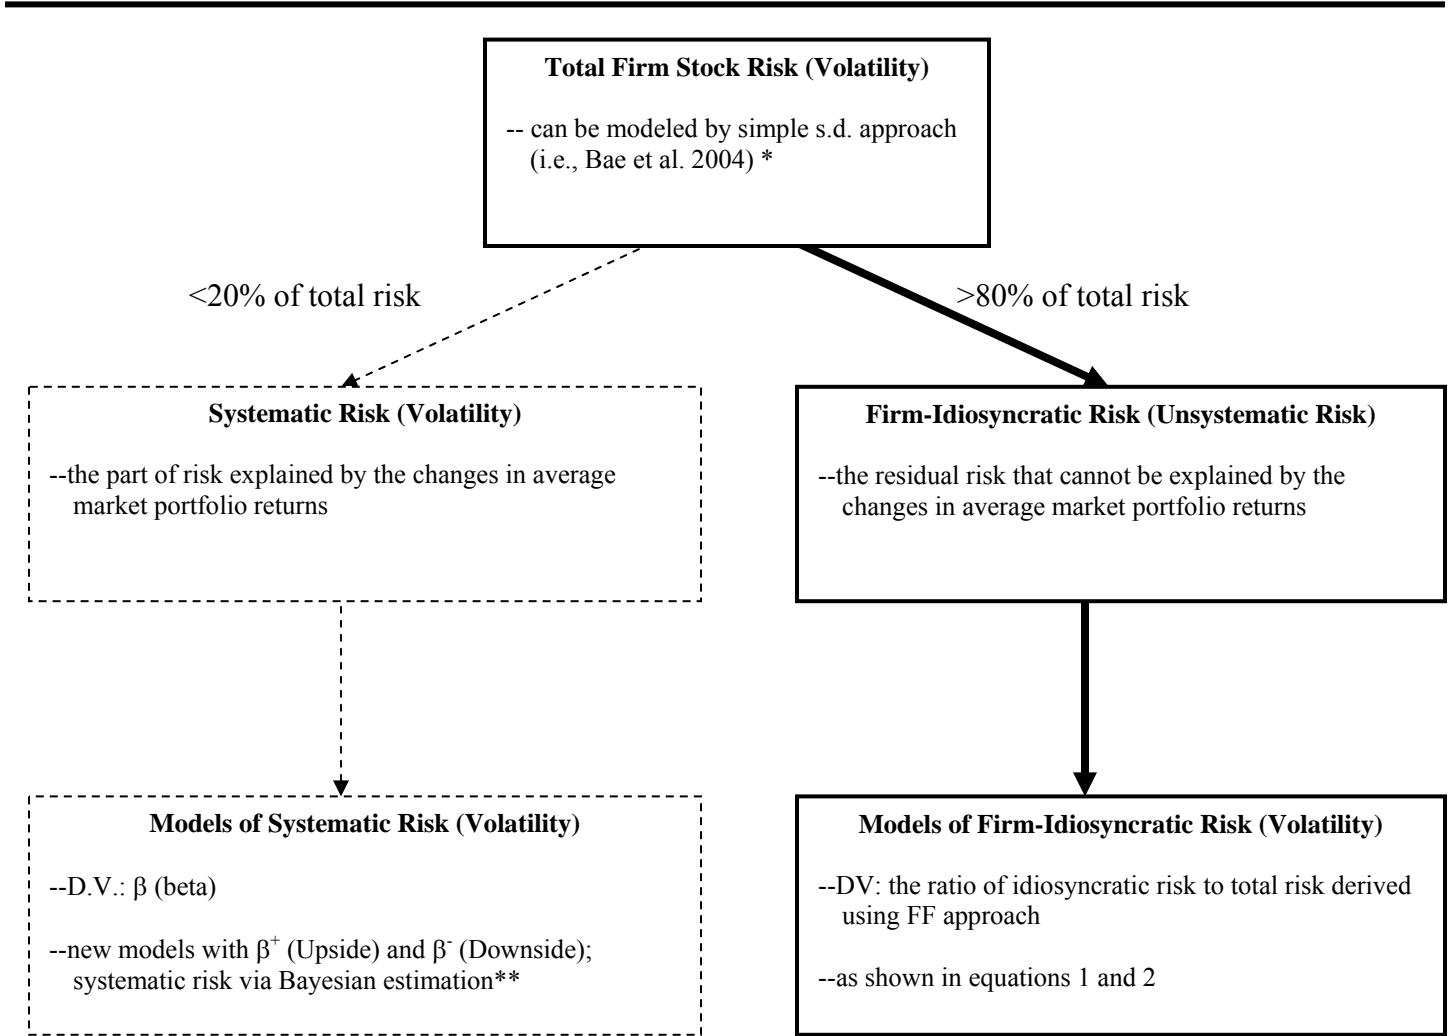 Total Firm Stock Risk (Volatility)
-- can be modeled by simple s.d. approach
(i.e., Bae et al. 2004) *
<20% of total risk
>80% of total risk
Systematic Risk (Volatility)
--the part of risk explained by the changes in average
market portfolio returns
Firm-Idiosyncratic Risk (Unsystematic Risk)
--the residual risk that cannot be explained by the
changes in average market portfolio returns
Models of Systematic Risk (Volatility)
--D.V.: β (beta)
--new models with β⁺ (Upside) and β⁻ (Downside);
systematic risk via Bayesian estimation**
Models of Firm-Idiosyncratic Risk (Volatility)
--DV: the ratio of idiosyncratic risk to total risk derived
using FF approach
--as shown in equations 1 and 2